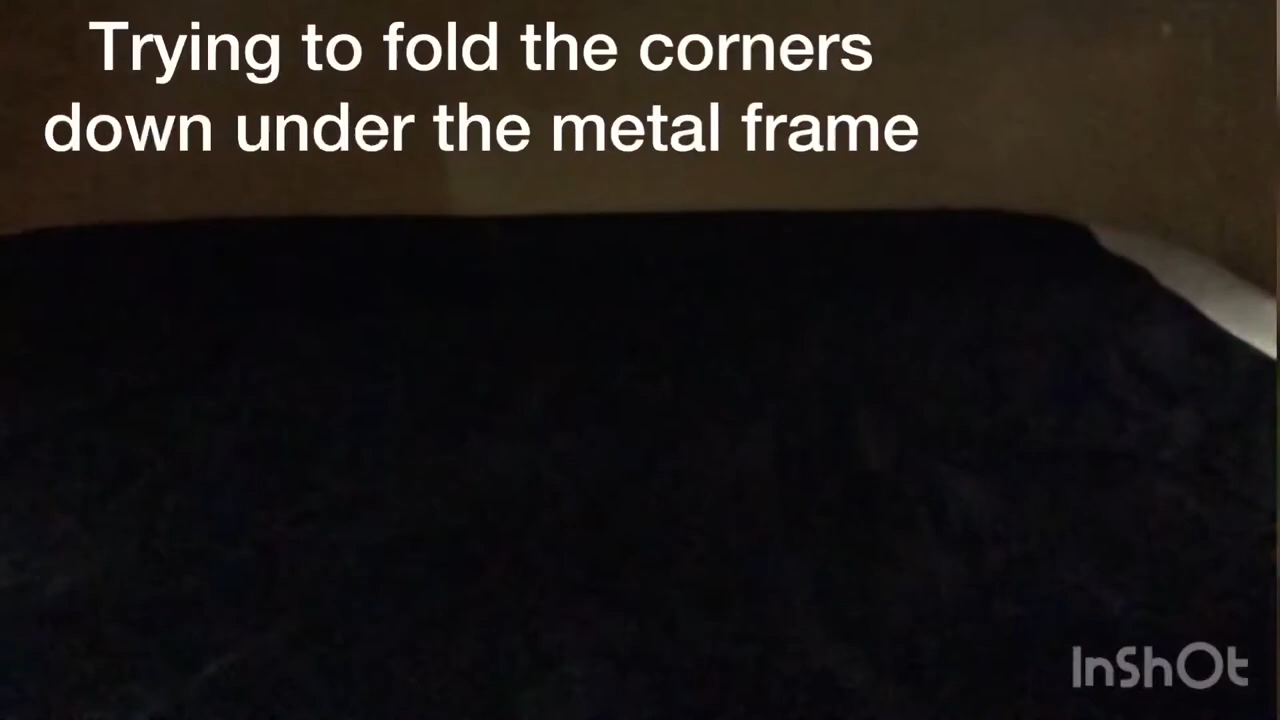 Trying to fold the corners
down under the metal frame
InShOt